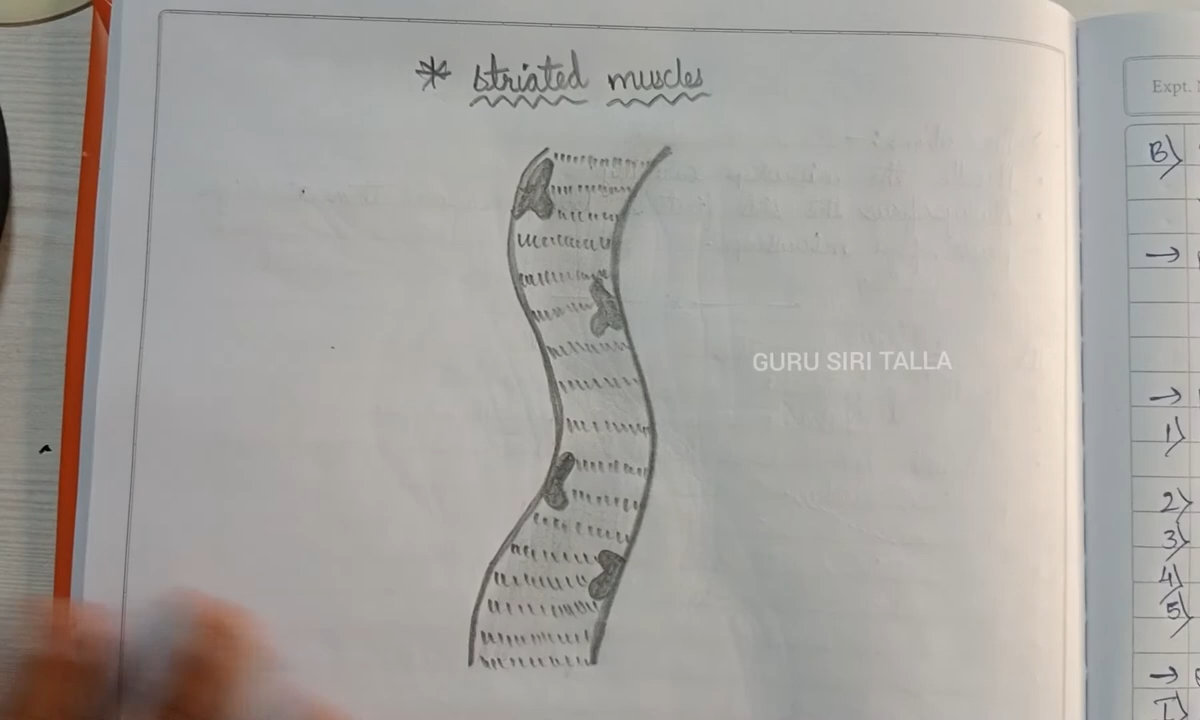 * striated muscles
GURU SIRI TALLA
Expt.
B)
→
→
1)
2)
3)
4)
5)
→